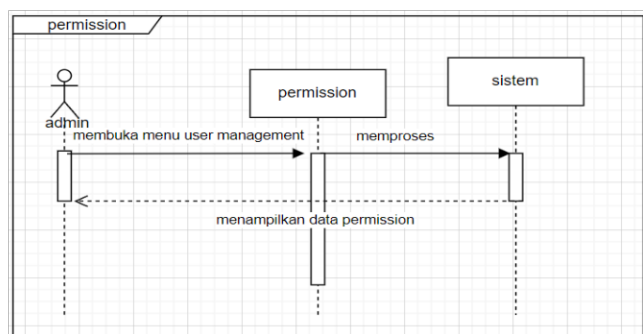 permission
sistem
permission
admin
membuka menu user management
memproses
menampilkan data permission